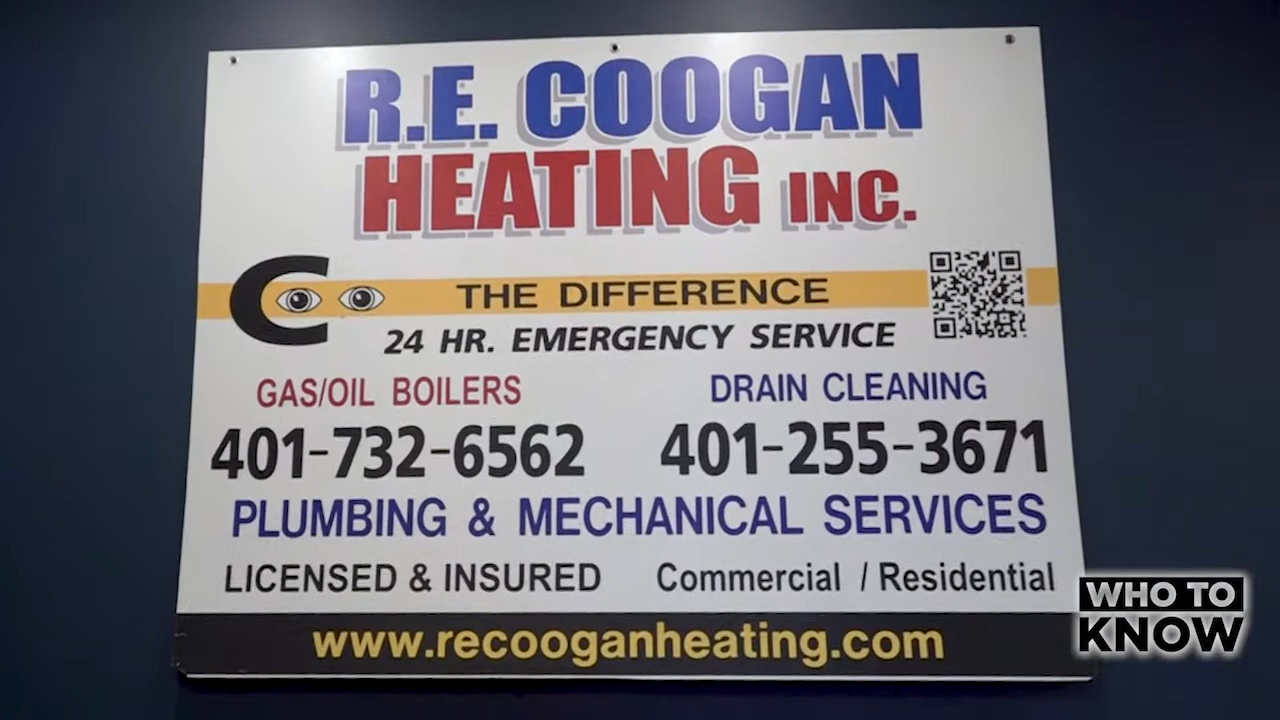 R.E. COOGAN
HEATING INC.
C THE DIFFERENCE
24 HR. EMERGENCY SERVICE
GAS/OIL BOILERS
401-732-6562
DRAIN CLEANING
401-255-3671
PLUMBING & MECHANICAL SERVICES
LICENSED & INSURED
Commercial / Residential
www.recooganheating.com
WHO TO
KNOW